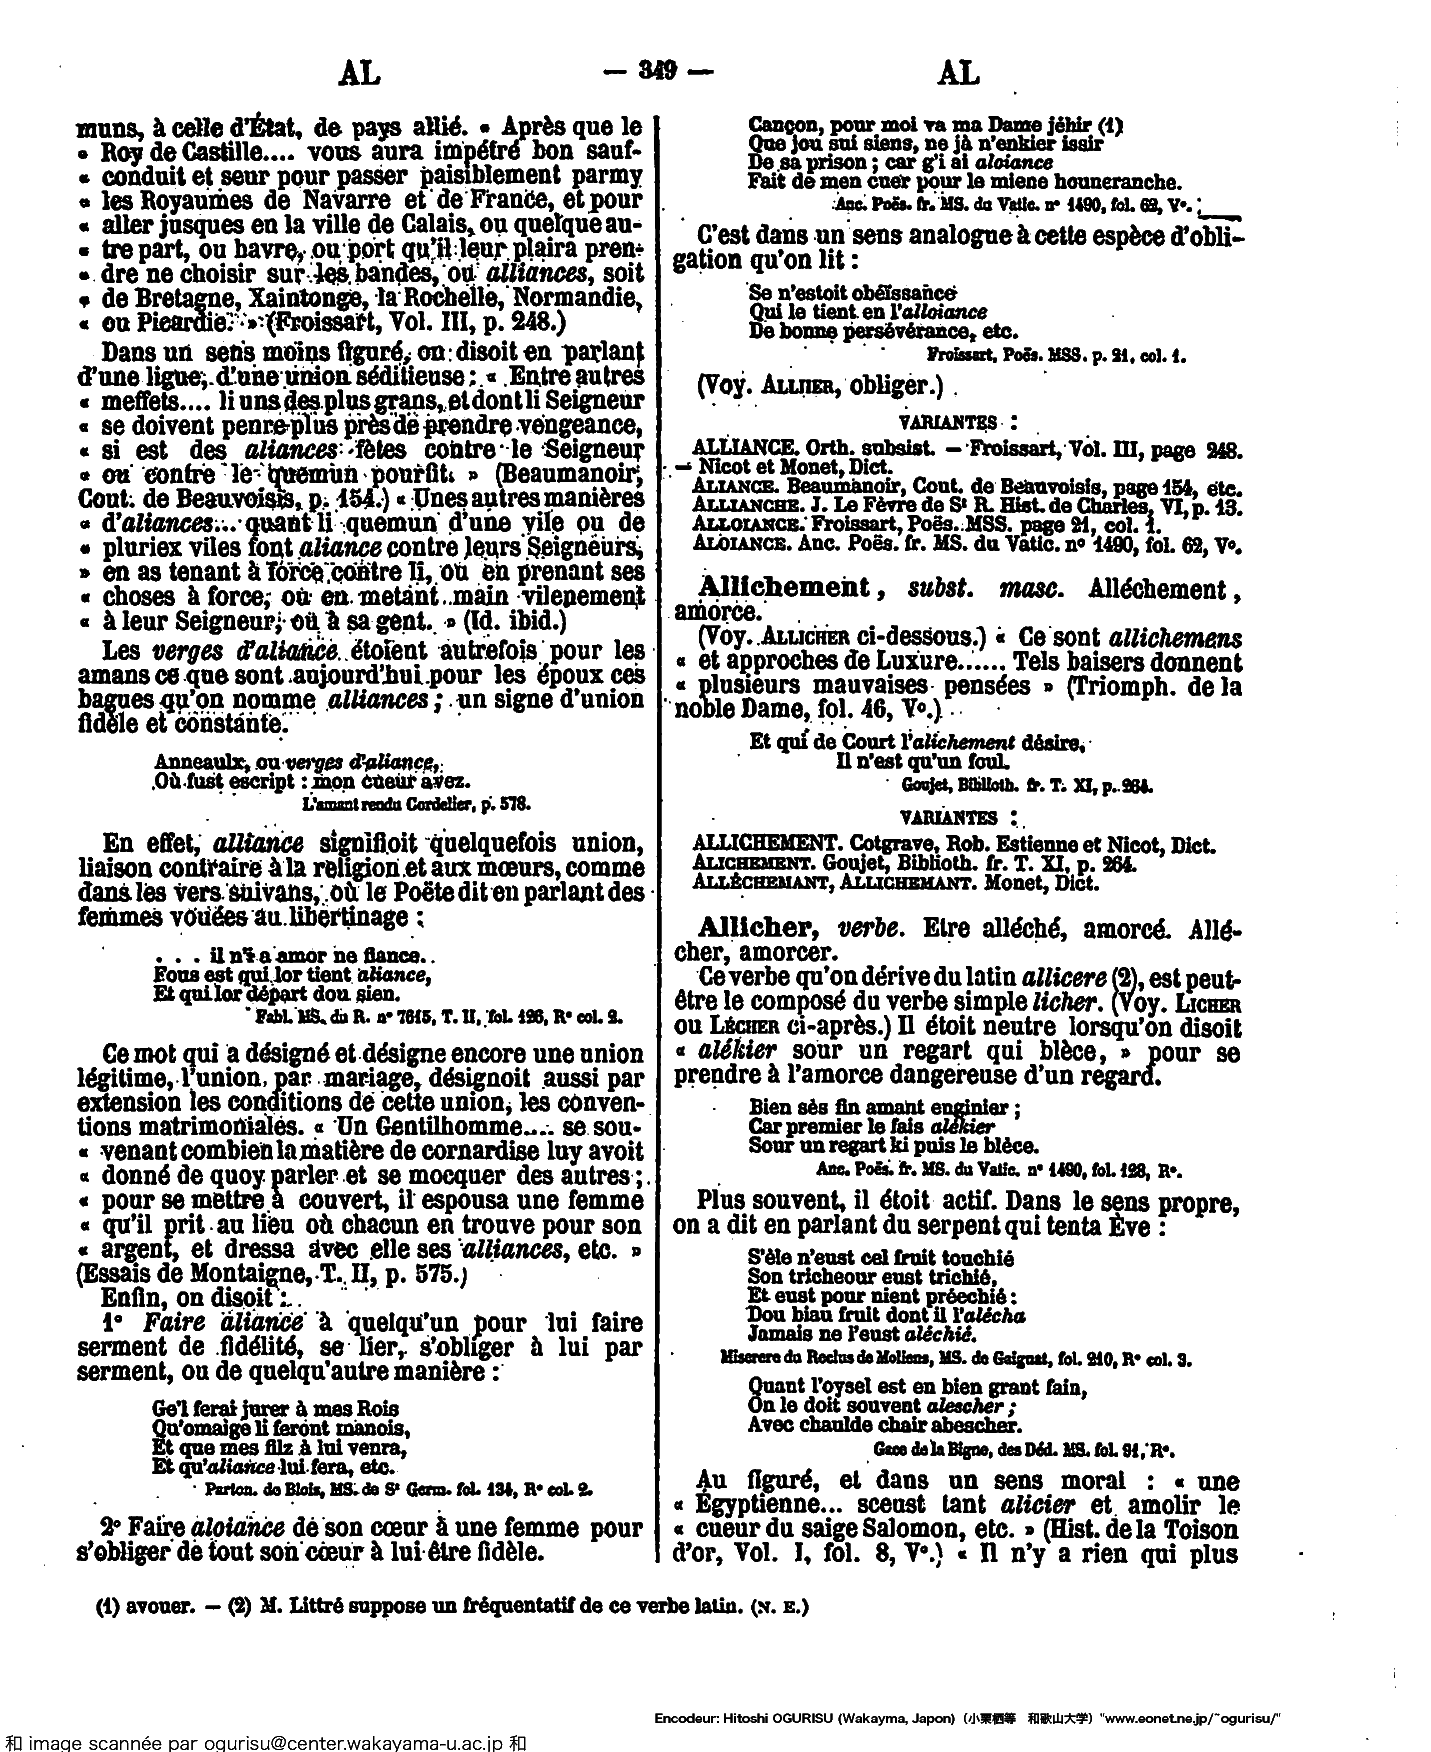 AL
— 349 —
AL
muns, à celle d'État, de pays allié. « Après que le
« Roy de Castille.... vous aura impétré bon sauf-
« conduit et seur pour passer paisiblement parmy
« les Royaumes de Navarre et de France, et pour
« aller jusques en la ville de Calais, ou quelque au-
« tre part, ou havre, ou port qu'il leur plaira pren-
« dre ne choisir sur les bandes, ou alliances, soit
« de Bretagne, Xaintonge, la Rochelle, Normandie,
« ou Picardie. » (Froissart, Vol. III, p. 248.)
Dans un sens moins figuré, on disoit en parlant
d'une ligue, d'une union séditieuse : « Entre autres
« meffets.... li uns des plus grans, et dont li Seigneur
« se doivent penre plus près de prendre vengeance,
« si est des aliances fètes contre le Seigneur
« ou contre le quemun pourfit. » (Beaumanoir,
Cout. de Beauvoisis, p. 154.) « Unes autres manières
« d'aliances... quant li quemun d'une vile ou de
« pluriex viles font aliance contre leurs Seigneurs,
» en as tenant à force contre li, ou en prenant ses
« choses à force, ou en metant main vilenement
« à leur Seigneur, ou à sa gent. » (Id. ibid.)
Les verges d'aliance étoient autrefois pour les
amans ce que sont aujourd'hui pour les époux ces
bagues qu'on nomme alliances ; un signe d'union
fidèle et constante.
Anneaulx, ou verges d'aliance,
Où fust escript : mon cueur avez.
L'amant rendu Cordelier, p. 578.
En effet, alliance signifioit quelquefois union,
liaison contraire à la religion et aux mœurs, comme
dans les vers suivans, où le Poëte dit en parlant des
femmes vouées au libertinage :
. . . il n'i a amor ne fiance..
Fous est qui lor tient aliance,
Et qui lor départ dou sien.
Fabl. MS. du R. n° 7615, T. II, fol. 126, R° col. 2.
Ce mot qui a désigné et désigne encore une union
légitime, l'union par mariage, désignoit aussi par
extension les conditions de cette union, les conven-
tions matrimoniales. « Un Gentilhomme.... se sou-
« venant combien la matière de cornardise luy avoit
« donné de quoy parler et se mocquer des autres ;
« pour se mettre à couvert, il espousa une femme
« qu'il prit au lieu où chacun en trouve pour son
« argent, et dressa avec elle ses alliances, etc. »
(Essais de Montaigne, T. II, p. 575.)
Enfin, on disoit :
1° Faire aliance à quelqu'un pour lui faire
serment de fidélité, se lier, s'obliger à lui par
serment, ou de quelqu'autre manière :
Ge'l ferai jurer à mes Rois
Qu'omaige li feront manois,
Et que mes filz à lui venra,
Et qu'aliance lui fera, etc.
Parton. de Blois, MS. de St Germ. fol. 134, R° col. 2.
2° Faire aloiance de son cœur à une femme pour
s'obliger de tout son cœur à lui être fidèle.
Cançon, pour moi va ma Dame jéhir (1)
Que jou sui siens, ne jà n'enkier issir
De sa prison ; car g'i ai aloiance
Fait de men cuer pour le miene houneranche.
Anc. Poës. fr. MS. du Vatic. n° 1490, fol. 62, V°.
C'est dans un sens analogue à cette espèce d'obli-
gation qu'on lit :
Se n'estoit obéïssance
Qui le tient en l'alloiance
De bonne persévérance, etc.
Froissart, Poës. MSS. p. 21, col. 1.
(Voy. ALLIER, obliger.)
VARIANTES :
ALLIANCE. Orth. subsist. — Froissart, Vol. III, page 248.
— Nicot et Monet, Dict.
ALIANCE. Beaumanoir, Cout. de Beauvoisis, page 154, etc.
ALLIANCHE. J. Le Fèvre de St R. Hist. de Charles, VI, p. 13.
ALLOIANCE. Froissart, Poës. MSS. page 21, col. 1.
ALOIANCE. Anc. Poës. fr. MS. du Vatic. n° 1490, fol. 62, V°.
Allichement, subst. masc. Alléchement,
amorce.
(Voy. ALLICHER ci-dessous.) « Ce sont allichemens
« et approches de Luxure...... Tels baisers donnent
« plusieurs mauvaises pensées » (Triomph. de la
noble Dame, fol. 46, V°.)
Et qui de Court l'alichement désire,
Il n'est qu'un foul.
Goujet, Biblioth. fr. T. XI, p. 264.
VARIANTES :
ALLICHEMENT. Cotgrave, Rob. Estienne et Nicot, Dict.
ALICHEMENT. Goujet, Biblioth. fr. T. XI, p. 264.
ALLÈCHEMANT, ALLICHEMANT. Monet, Dict.
Allicher, verbe. Etre alléché, amorcé. Allé-
cher, amorcer.
Ce verbe qu'on dérive du latin allicere (2), est peut-
être le composé du verbe simple licher. (Voy. LICHER
ou LÉCHER ci-après.) Il étoit neutre lorsqu'on disoit
« alékier sour un regart qui blèce, » pour se
prendre à l'amorce dangereuse d'un regard.
Bien sès fin amant enginier ;
Car premier le fais alékier
Sour un regart ki puis le blèce.
Anc. Poës. fr. MS. du Vatic. n° 1490, fol. 128, R°.
Plus souvent, il étoit actif. Dans le sens propre,
on a dit en parlant du serpent qui tenta Ève :
S'èle n'eust cel fruit touchié
Son tricheour eust trichié,
Et eust pour nient préechié :
Dou biau fruit dont il l'alécha
Jamais ne l'eust aléchié.
Miserere du Reclus de Moliens, MS. de Gaignat, fol. 210, R° col. 3.
Quant l'oysel est en bien grant fain,
On le doit souvent alescher ;
Avec chaulde chair abescher.
Gace de la Bigne, des Déd. MS. fol. 91, R°.
Au figuré, et dans un sens moral : « une
« Égyptienne... sceust tant alicier et amolir le
« cueur du saige Salomon, etc. » (Hist. de la Toison
d'or, Vol. I, fol. 8, V°.) « Il n'y a rien qui plus
(1) avouer. — (2) M. Littré suppose un fréquentatif de ce verbe latin. (N. E.)
Encodeur: Hitoshi OGURISU (Wakayma, Japon) (小栗栖等 和歌山大学) "www.eonet.ne.jp/~ogurisu/"
和 image scannée par ogurisu@center.wakayama-u.ac.jp 和